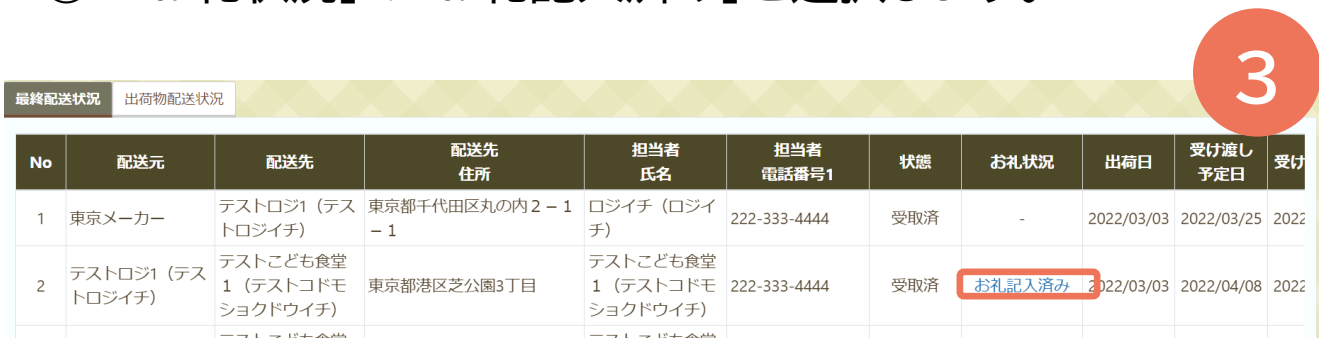 3
最終配送状況 出荷物配送状況
No 配送元 配送先 配送先 担当者 担当者 状態 お礼状況 出荷日 受け渡し 受け
住所 氏名 電話番号1 予定日
1 東京メーカー テストロジ1（テス 東京都千代田区丸の内２－１ ロジイチ（ロジイ 222-333-4444 受取済 - 2022/03/03 2022/03/25 2022
トロジイチ） －１ チ）
テストこども食堂 テストこども食堂
2 テストロジ1（テス １（テストコドモ 東京都港区芝公園3丁目 １（テストコドモ 222-333-4444 受取済 お礼記入済み 2022/03/03 2022/04/08 2022
トロジイチ） ショクドウイチ） ショクドウイチ）